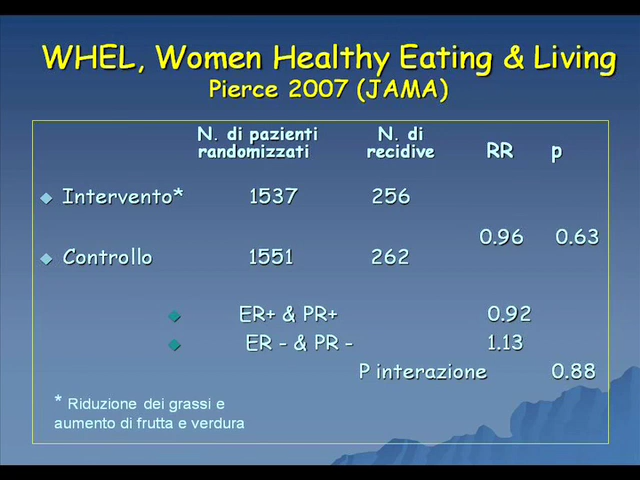 WHEL, Women Healthy Eating & Living
Pierce 2007 (JAMA)
N. di pazienti randomizzati N. di recidive RR p
Intervento* 1537 256
0.96 0.63
Controllo 1551 262
ER+ & PR+ 0.92
ER - & PR - 1.13
P interazione 0.88
* Riduzione dei grassi e
aumento di frutta e verdura